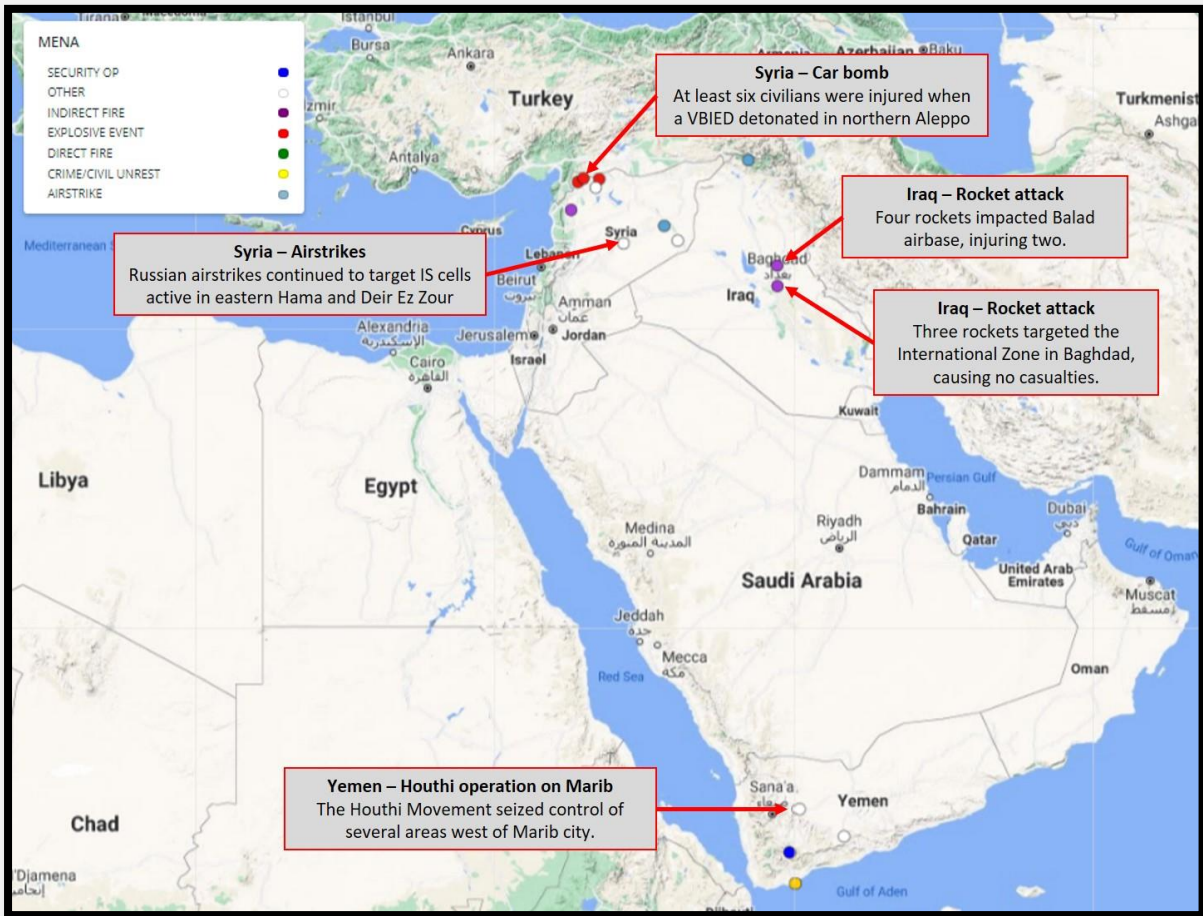 MENA
SECURITY OP
OTHER
INDIRECT FIRE
EXPLOSIVE EVENT
DIRECT FIRE
CRIME/CIVIL UNREST
AIRSTRIKE
Istanbul
Bursa
Ankara
Turkey
Antalya
Azerbaijan
Baku
Turkmenist
Ashga
Syria – Car bomb
At least six civilians were injured when
a VBIED detonated in northern Aleppo
Iraq – Rocket attack
Four rockets impacted Balad
airbase, injuring two.
Syria – Airstrikes
Russian airstrikes continued to target IS cells
active in eastern Hama and Deir Ez Zour
Iraq – Rocket attack
Three rockets targeted the
International Zone in Baghdad,
causing no casualties.
Mediterranean S
Cyprus
Syria
Lebanon
Beirut
بيروت
Baghdad
بغداد
Iraq
Amman
عمان
Alexandria
الإسكندرية
Jerusalem
Jordan
Israel
Cairo
القاهرة
Kuwait
Libya
Egypt
Dammam
الدمام
Persian Gulf
Bahrain
Dubai
دبي
Medina
المدينة المنورة
Riyadh
الرياض
Qatar
Gulf of Oman
United Arab
Emirates
Saudi Arabia
Muscat
مسقط
Jeddah
جدة
Mecca
مكة
Red Sea
Oman
Yemen – Houthi operation on Marib
The Houthi Movement seized control of
several areas west of Marib city.
Sana'a
Yemen
Chad
'Djamena
إنجامينا
Gulf of Aden